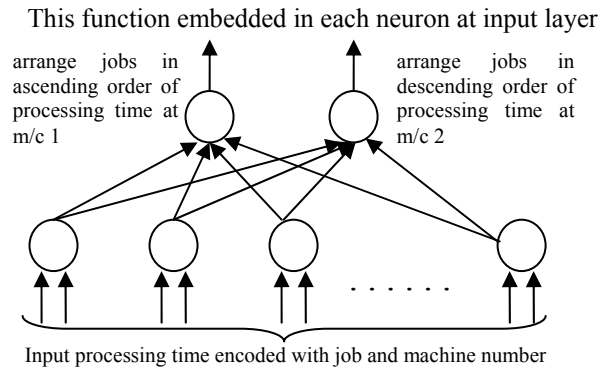 This function embedded in each neuron at input layer
arrange jobs in
ascending order of
processing time at
m/c 1
arrange jobs in
descending order of
processing time at
m/c 2
. . . . . .
Input processing time encoded with job and machine number